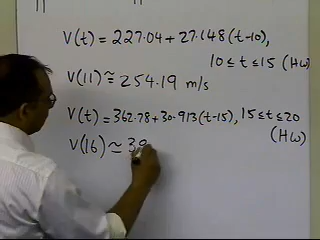 V(t) = 227.04 + 27.148(t-10),
10 ≤ t ≤ 15 (HW)
V(11) ≅ 254.19 m/s
V(t) = 362.78 + 30.913(t-15), 15 ≤ t ≤ 20
(HW)
V(16) ≅ 39